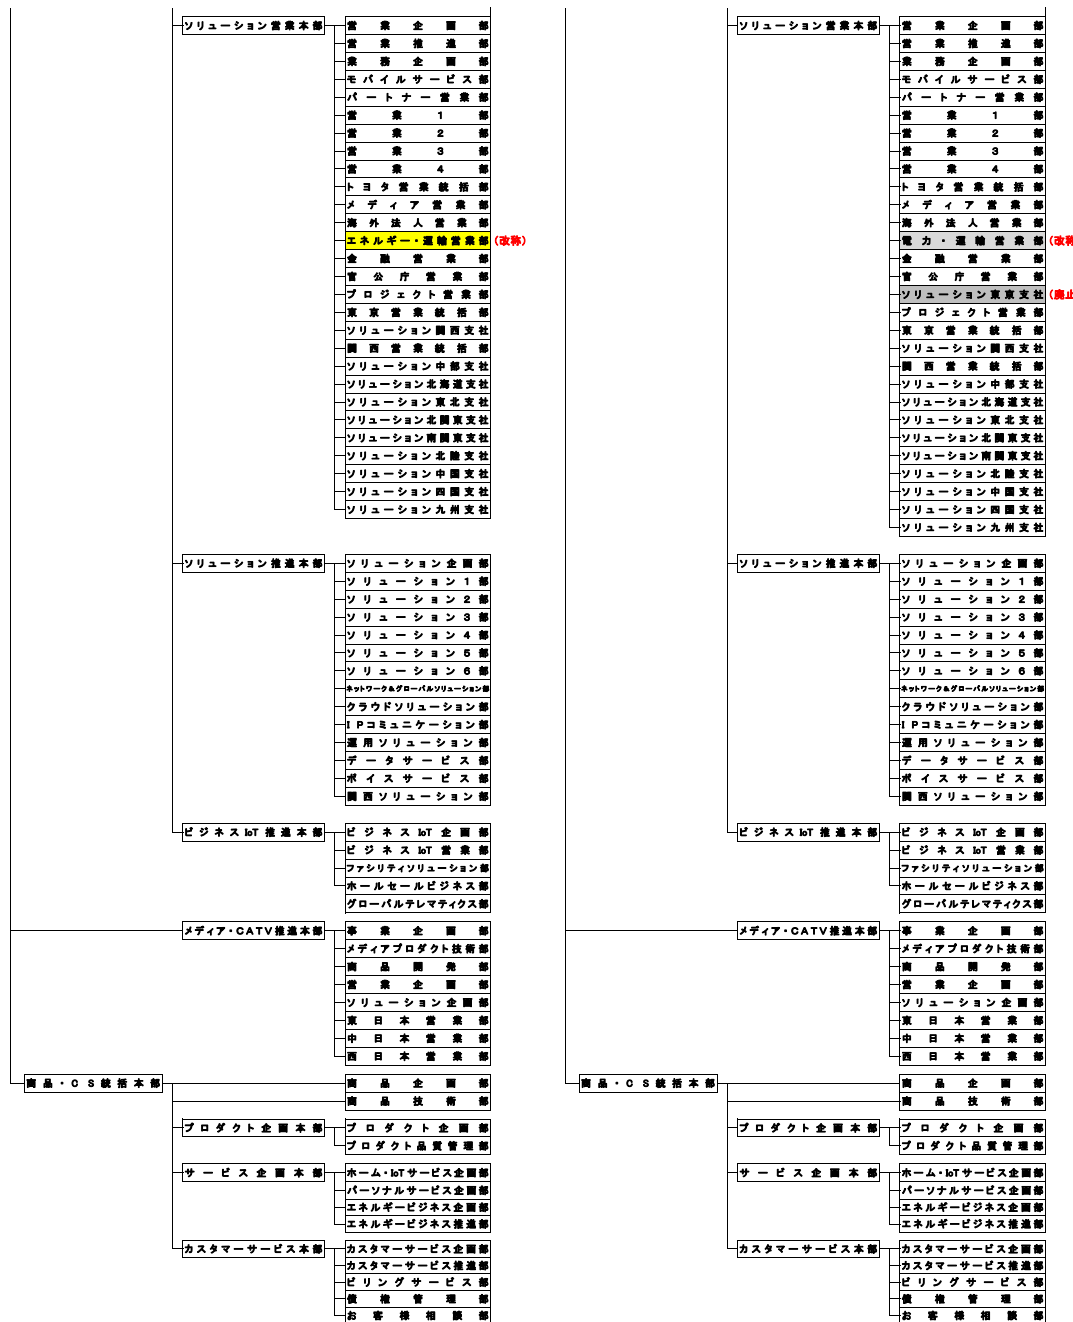 ソリューション営業本部
営業企画部
営業推進部
業務企画部
モバイルサービス部
パートナー営業部
営業1部
営業2部
営業3部
営業4部
トヨタ営業統括部
メディア営業部
海外法人営業部
エネルギー・運輸営業部 (改称)
金融営業部
官公庁営業部
プロジェクト営業部
東京営業統括部
ソリューション関西支社
関西営業統括部
ソリューション中部支社
ソリューション北海道支社
ソリューション東北支社
ソリューション北関東支社
ソリューション南関東支社
ソリューション北陸支社
ソリューション中国支社
ソリューション四国支社
ソリューション九州支社
ソリューション推進本部
ソリューション企画部
ソリューション1部
ソリューション2部
ソリューション3部
ソリューション4部
ソリューション5部
ソリューション6部
ネットワーク&グローバルソリューション部
クラウドソリューション部
IPコミュニケーション部
運用ソリューション部
データサービス部
ボイスサービス部
関西ソリューション部
ビジネスIoT推進本部
ビジネスIoT企画部
ビジネスIoT営業部
ファシリティソリューション部
ホールセールビジネス部
グローバルテレマティクス部
メディア・CATV推進本部
事業企画部
メディアプロダクト技術部
商品開発部
営業企画部
ソリューション企画部
東日本営業部
中日本営業部
西日本営業部
商品・CS統括本部
商品企画部
商品技術部
プロダクト企画本部
プロダクト企画部
プロダクト品質管理部
サービス企画本部
ホーム・IoTサービス企画部
パーソナルサービス企画部
エネルギービジネス企画部
エネルギービジネス推進部
カスタマーサービス本部
カスタマーサービス企画部
カスタマーサービス推進部
ビリングサービス部
債権管理部
お客様相談部
ソリューション営業本部
営業企画部
営業推進部
業務企画部
モバイルサービス部
パートナー営業部
営業1部
営業2部
営業3部
営業4部
トヨタ営業統括部
メディア営業部
海外法人営業部
電力・運輸営業部 (改称
金融営業部
官公庁営業部
ソリューション東京支社 (廃止
プロジェクト営業部
東京営業統括部
ソリューション関西支社
関西営業統括部
ソリューション中部支社
ソリューション北海道支社
ソリューション東北支社
ソリューション北関東支社
ソリューション南関東支社
ソリューション北陸支社
ソリューション中国支社
ソリューション四国支社
ソリューション九州支社
ソリューション推進本部
ソリューション企画部
ソリューション1部
ソリューション2部
ソリューション3部
ソリューション4部
ソリューション5部
ソリューション6部
ネットワーク&グローバルソリューション部
クラウドソリューション部
IPコミュニケーション部
運用ソリューション部
データサービス部
ボイスサービス部
関西ソリューション部
ビジネスIoT推進本部
ビジネスIoT企画部
ビジネスIoT営業部
ファシリティソリューション部
ホールセールビジネス部
グローバルテレマティクス部
メディア・CATV推進本部
事業企画部
メディアプロダクト技術部
商品開発部
営業企画部
ソリューション企画部
東日本営業部
中日本営業部
西日本営業部
商品・CS統括本部
商品企画部
商品技術部
プロダクト企画本部
プロダクト企画部
プロダクト品質管理部
サービス企画本部
ホーム・IoTサービス企画部
パーソナルサービス企画部
エネルギービジネス企画部
エネルギービジネス推進部
カスタマーサービス本部
カスタマーサービス企画部
カスタマーサービス推進部
ビリングサービス部
債権管理部
お客様相談部